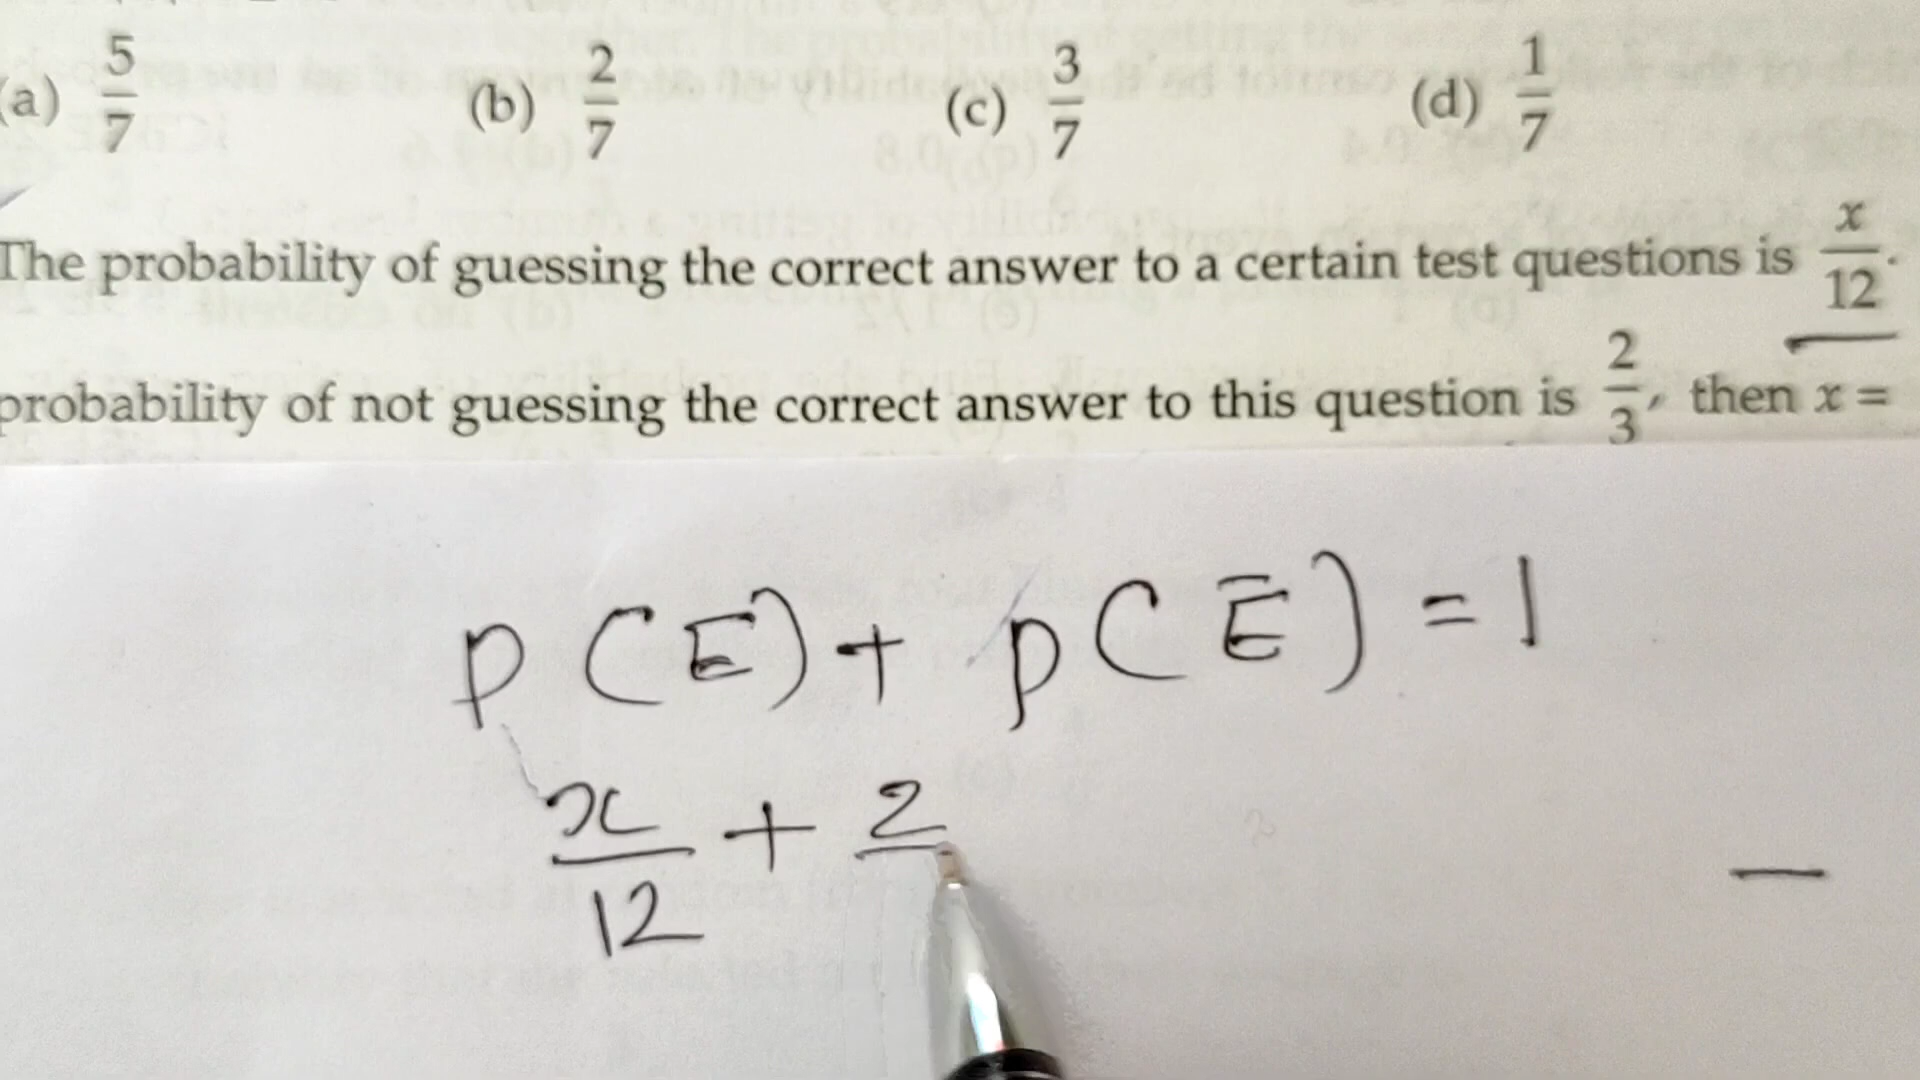 (a) 5/7 (b) 2/7 (c) 3/7 (d) 1/7
The probability of guessing the correct answer to a certain test questions is x/12.
probability of not guessing the correct answer to this question is 2/3, then x =
P(E) + P(Ē) = 1
x/12 + 2